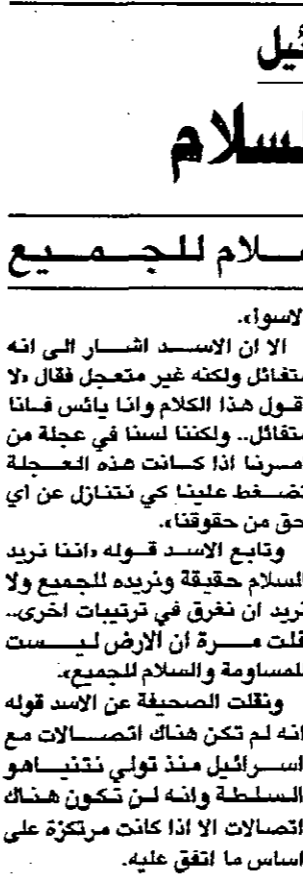 ئيل
لسلام
سلام للجميع
لاسوا».
الا ان الاسد اشار الى انه
متفائل ولكنه غير متعجل فقال «لا
قول هذا الكلام وانا يائس فانا
متفائل.. ولكننا لسنا في عجلة من
مرنا اذا كانت هذه العجلة
تضغط علينا كي نتنازل عن اي
حق من حقوقنا».
وتابع الاسد قوله «اننا نريد
السلام حقيقة ونريده للجميع ولا
نريد ان نغرق في ترتيبات اخرى..
قلت مرة ان الارض ليست
للمساومة والسلام للجميع».
ونقلت الصحيفة عن الاسد قوله
انه لم تكن هناك اتصالات مع
اسرائيل منذ تولي نتنياهو
السلطة وانه لن تكون هناك
اتصالات الا اذا كانت مرتكزة على
اساس ما اتفق عليه.